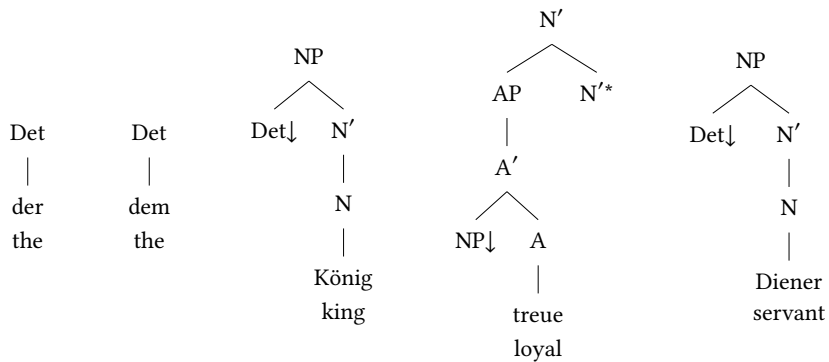 Det
der
the
Det
dem
the
NP
Det↓ N′
N
König
king
N′
AP N′*
A′
NP↓ A
treue
loyal
NP
Det↓ N′
N
Diener
servant